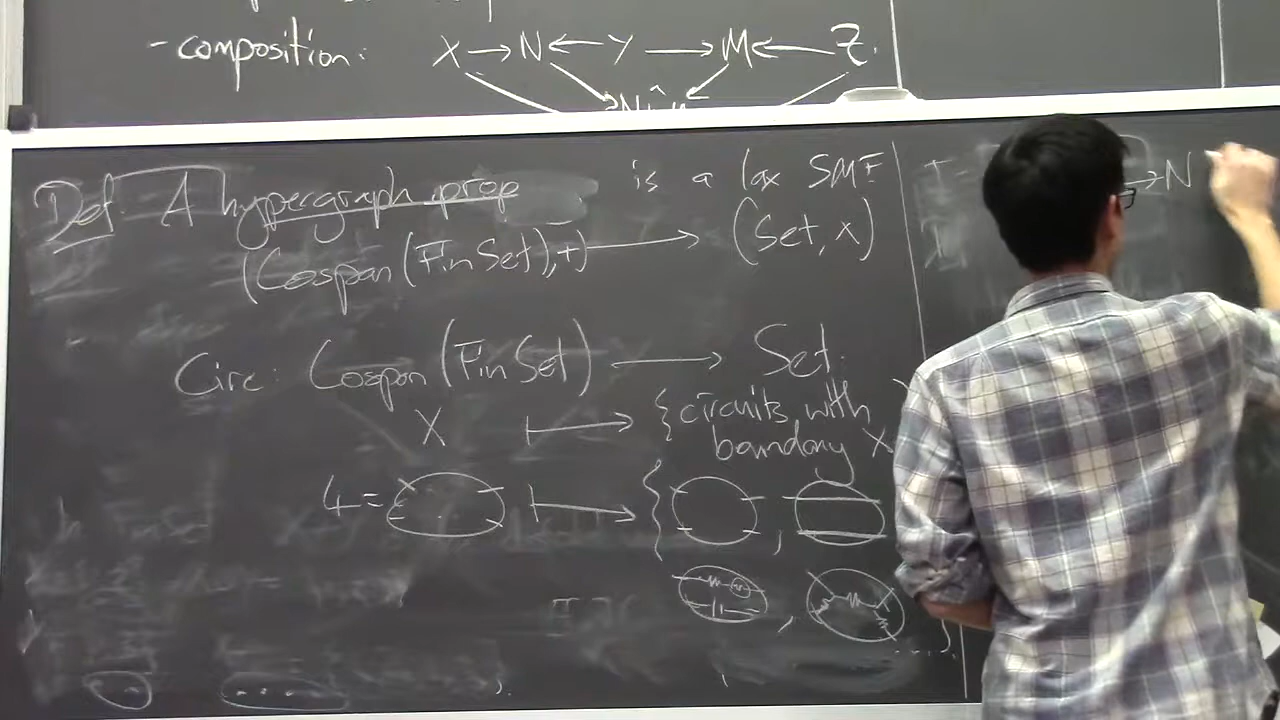 - composition: X → N ← Y → M ← Z.
Def. A hypergraph prop is a lax SMF
(Cospan (FinSet), +) → (Set, x)
Circ: Cospan (FinSet) → Set.
X ↦ { circuits with
boundary X
4 = ↦ { , ,
, ....}.
→ N